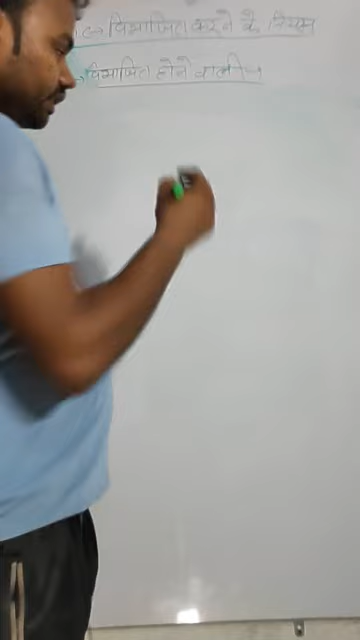 विभाजित करने के नियम
विभाजित होने वाली